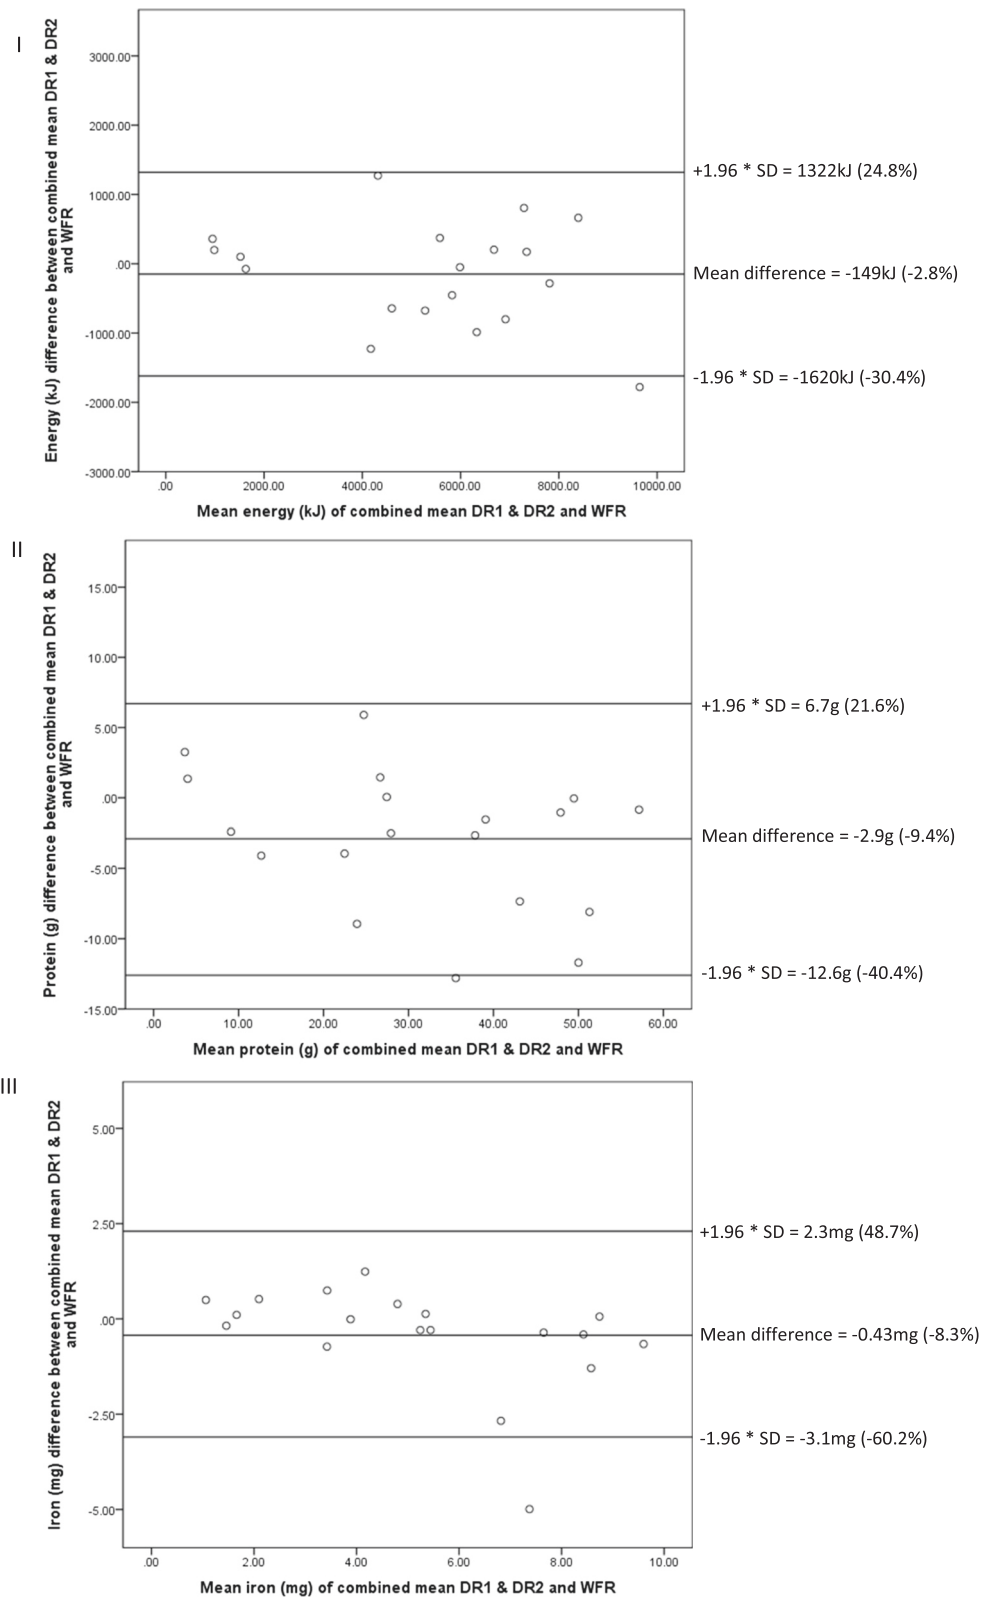 I
Energy (kJ) difference between combined mean DR1 & DR2
and WFR
3000.00
2000.00
1000.00
.00
-1000.00
-2000.00
-3000.00
+1.96 * SD = 1322kJ (24.8%)
Mean difference = -149kJ (-2.8%)
-1.96 * SD = -1620kJ (-30.4%)
.00 2000.00 4000.00 6000.00 8000.00 10000.00
Mean energy (kJ) of combined mean DR1 & DR2 and WFR
II
Protein (g) difference between combined mean DR1 & DR2
and WFR
15.00
10.00
5.00
.00
-5.00
-10.00
-15.00
+1.96 * SD = 6.7g (21.6%)
Mean difference = -2.9g (-9.4%)
-1.96 * SD = -12.6g (-40.4%)
.00 10.00 20.00 30.00 40.00 50.00 60.00
Mean protein (g) of combined mean DR1 & DR2 and WFR
III
Iron (mg) difference between combined mean DR1 & DR2
and WFR
5.00
2.50
.00
-2.50
-5.00
+1.96 * SD = 2.3mg (48.7%)
Mean difference = -0.43mg (-8.3%)
-1.96 * SD = -3.1mg (-60.2%)
.00 2.00 4.00 6.00 8.00 10.00
Mean iron (mg) of combined mean DR1 & DR2 and WFR